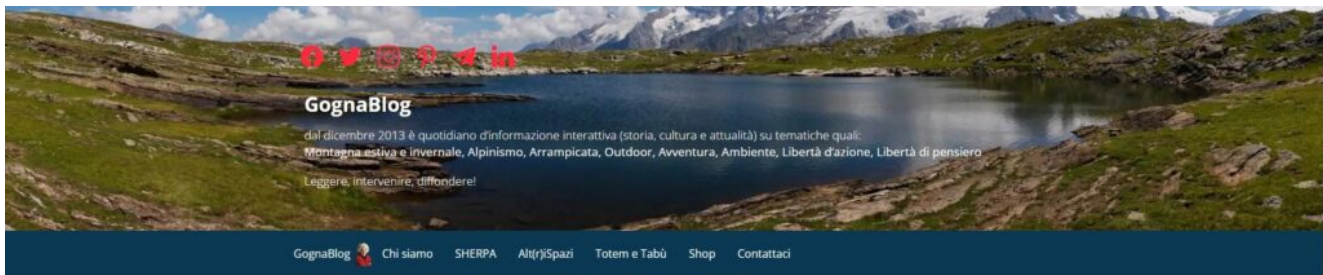 GognaBlog
dal dicembre 2013 è quotidiano d'informazione interattiva (storia, cultura e attualità) su tematiche quali:
Montagna estiva e invernale, Alpinismo, Arrampicata, Outdoor, Avventura, Ambiente, Libertà d'azione, Libertà di pensiero
Leggere, intervenire, diffondere!
GognaBlog Chi siamo SHERPA Alt(r)iSpazi Totem e Tabù Shop Contattaci